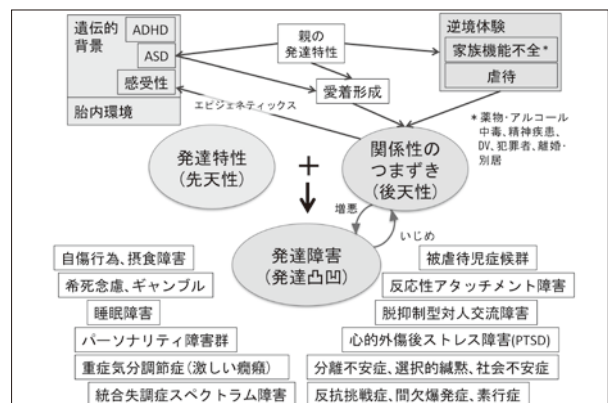 遺伝的
背景
ADHD
ASD
感受性
胎内環境
親の
発達特性
愛着形成
エピジェネティックス
逆境体験
家族機能不全*
虐待
*薬物・アルコール
中毒、精神疾患、
DV、犯罪者、離婚・
別居
発達特性
(先天性)
+
関係性の
つまずき
(後天性)
増悪
いじめ
発達障害
(発達凸凹)
自傷行為、摂食障害
希死念慮、ギャンブル
睡眠障害
パーソナリティ障害群
重症気分調節症(激しい癇癪)
統合失調症スペクトラム障害
被虐待児症候群
反応性アタッチメント障害
脱抑制型対人交流障害
心的外傷後ストレス障害(PTSD)
分離不安症、選択的緘黙、社会不安症
反抗挑戦症、間欠爆発症、素行症